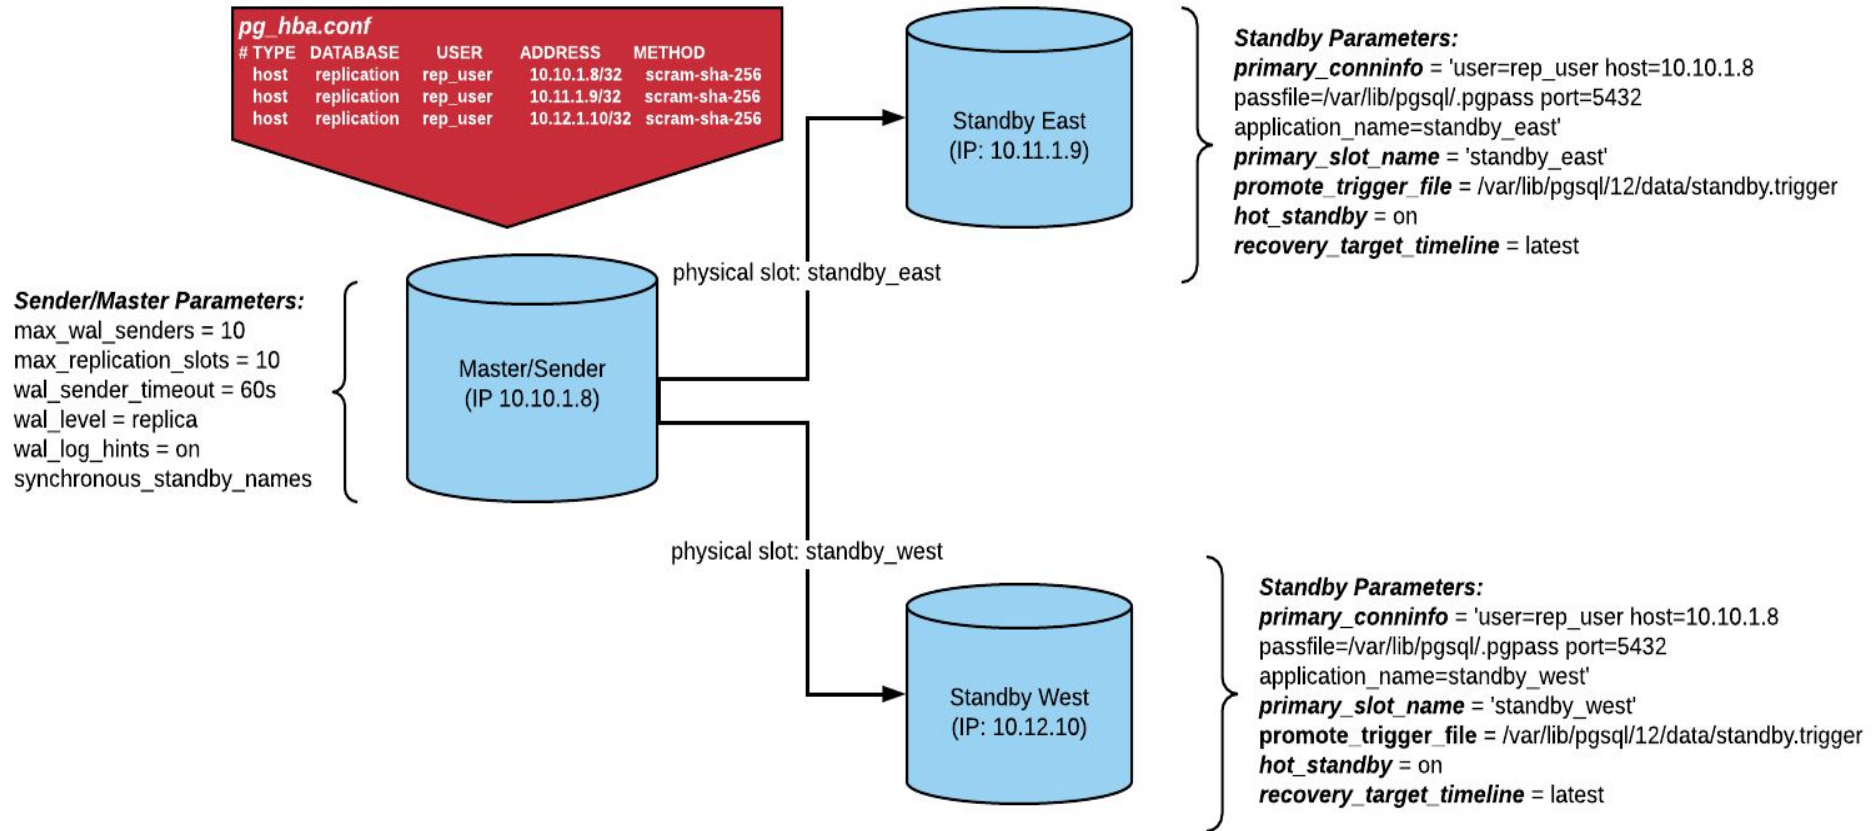 pg_hba.conf
# TYPE DATABASE USER ADDRESS METHOD
host replication rep_user 10.10.1.8/32 scram-sha-256
host replication rep_user 10.11.1.9/32 scram-sha-256
host replication rep_user 10.12.1.10/32 scram-sha-256
Standby East
(IP: 10.11.1.9)
Standby Parameters:
primary_conninfo = 'user=rep_user host=10.10.1.8
passfile=/var/lib/pgsql/.pgpass port=5432
application_name=standby_east'
primary_slot_name = 'standby_east'
promote_trigger_file = /var/lib/pgsql/12/data/standby.trigger
hot_standby = on
recovery_target_timeline = latest
physical slot: standby_east
Sender/Master Parameters:
max_wal_senders = 10
max_replication_slots = 10
wal_sender_timeout = 60s
wal_level = replica
wal_log_hints = on
synchronous_standby_names
Master/Sender
(IP 10.10.1.8)
physical slot: standby_west
Standby West
(IP: 10.12.10)
Standby Parameters:
primary_conninfo = 'user=rep_user host=10.10.1.8
passfile=/var/lib/pgsql/.pgpass port=5432
application_name=standby_west'
primary_slot_name = 'standby_west'
promote_trigger_file = /var/lib/pgsql/12/data/standby.trigger
hot_standby = on
recovery_target_timeline = latest